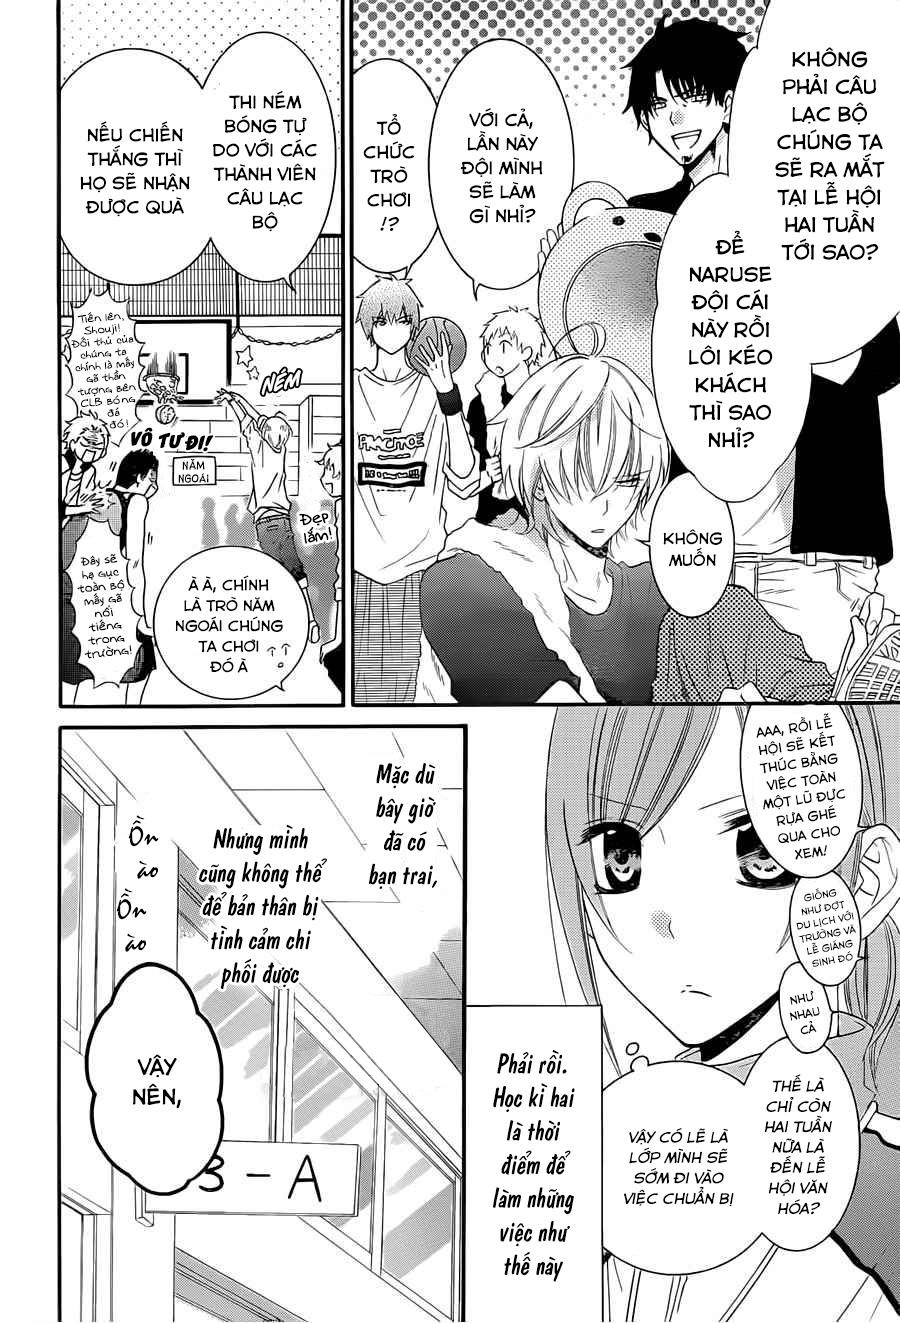 KHÔNG
PHẢI CÂU
LẠC BỘ
CHÚNG TA
SẼ RA MẮT
TẠI LỄ HỘI
HAI TUẦN
TỚI SAO?
ĐỂ
NARUSE
ĐỘI CÁI
NÀY RỒI
LÔI KÉO
KHÁCH
THÌ SAO
NHỈ?
KHÔNG
MUỐN
VỚI CẢ,
LẦN NÀY
ĐỘI MÌNH
SẼ LÀM
GÌ NHỈ?
TỔ
CHỨC
TRÒ
CHƠI
!?
PRACTICE
THI NÉM
BÓNG TỰ
DO VỚI CÁC
THÀNH VIÊN
CÂU LẠC
BỘ
NẾU CHIẾN
THẮNG THÌ
HỌ SẼ NHẬN
ĐƯỢC QUÀ
Tiến lên,
Shouji!
Đối thủ của
chúng ta
chính là mấy
gã thần
tượng bên
CLB bóng
đá
đó!
NÉM
VÔ TƯ ĐI!
NĂM
NGOÁI
ĐẸP
LẮM!
Đây sẽ
hạ gục
toàn bộ
mấy gã
nổi
tiếng
trong
trường!
À À, CHÍNH
LÀ TRÒ NĂM
NGOÁI CHÚNG
TA CHƠI
ĐÓ À
AAA, RỒI LỄ
HỘI SẼ KẾT
THÚC BẰNG
VIỆC TOÀN
MỘT LŨ ĐỰC
RỰA GHÉ
QUA CHO
XEM!
GIỐNG
NHƯ ĐỢT
DU LỊCH VỚI
TRƯỜNG VÀ
LỄ GIÁNG
SINH ĐÓ
NHƯ
NHAU
CẢ
THẾ LÀ
CHỈ CÒN
HAI TUẦN
NỮA LÀ
ĐẾN LỄ
HỘI VĂN
HÓA?
VẬY CÓ LẼ LÀ
LỚP MÌNH SẼ
SỚM ĐI VÀO
VIỆC CHUẨN BỊ
Phải rồi.
Học kì hai
là thời
điểm để
làm những
việc như
thế này
Mặc dù
bây giờ
đã có
bạn trai,
Nhưng mình
cũng không thể
để bản thân bị
tình cảm chi
phối được
Ồn
ào
Ồn
ào
VẬY
NÊN,
3-A